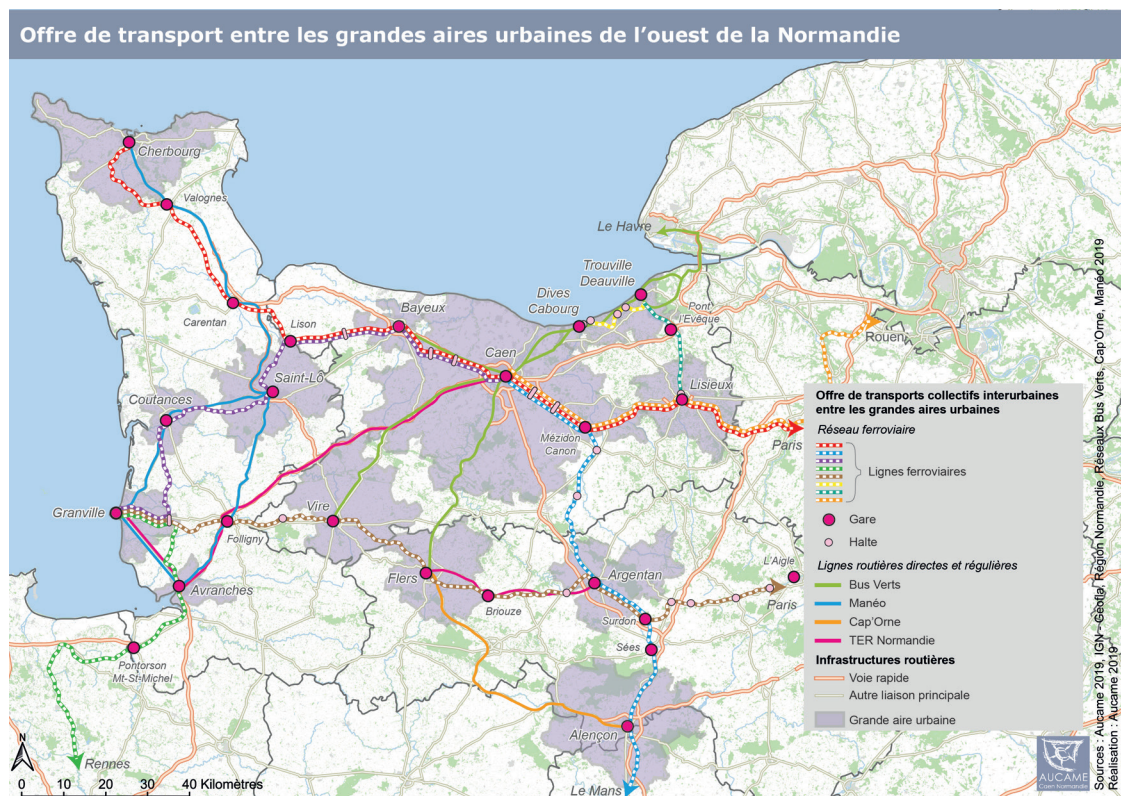 Offre de transport entre les grandes aires urbaines de l'ouest de la Normandie
Cherbourg
Valognes
Carentan
Lison
Bayeux
Saint-Lô
Coutances
Caen
Le Havre
Trouville
Deauville
Dives
Cabourg
Pont
l'Evêque
Rouen
Lisieux
Mézidon
Canon
Paris
Granville
Folligny
Vire
Avranches
Flers
Briouze
Argentan
L'Aigle
Paris
Surdon
Sées
Pontorson
Mt-St-Michel
Rennes
Alençon
Le Mans
Offre de transports collectifs interurbaines
entre les grandes aires urbaines
Réseau ferroviaire
Lignes ferroviaires
Gare
Halte
Lignes routières directes et régulières
Bus Verts
Manéo
Cap'Orne
TER Normandie
Infrastructures routières
Voie rapide
Autre liaison principale
Grande aire urbaine
N
0 10 20 30 40 Kilomètres
AUCAME
Caen Normandie
Sources : Aucame 2019, IGN - Géofla, Région Normandie, Réseaux Bus Verts, Cap'Orne, Manéo 2019
Réalisation : Aucame 2019